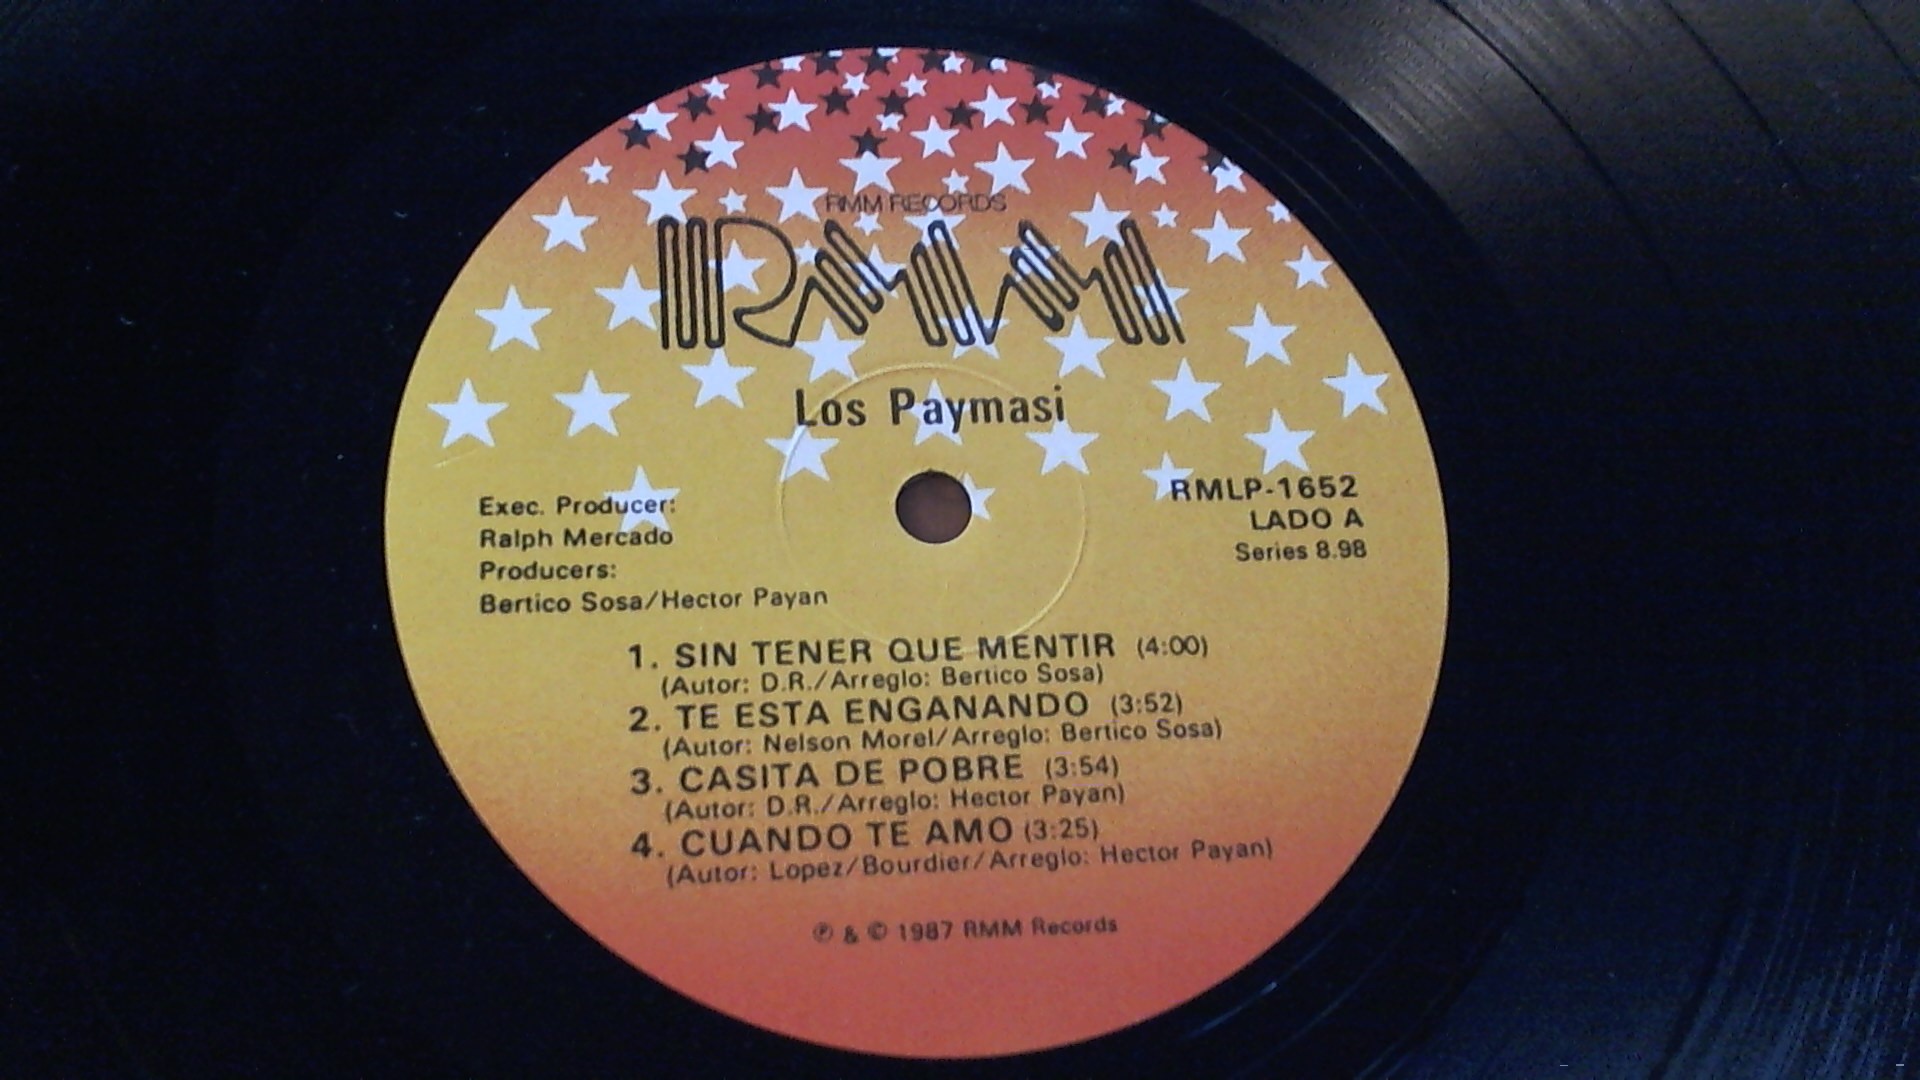 RMM RECORDS
RMM
Los Paymasi
Exec. Producer:
Ralph Mercado
Producers:
Bertico Sosa/Hector Payan
RMLP-1652
LADO A
Series 8.98
1. SIN TENER QUE MENTIR (4:00)
(Autor: D.R./Arreglo: Bertico Sosa)
2. TE ESTA ENGANANDO (3:52)
(Autor: Nelson Morel/Arreglo: Bertico Sosa)
3. CASITA DE POBRE (3:54)
(Autor: D.R./Arreglo: Hector Payan)
4. CUANDO TE AMO (3:25)
(Autor: Lopez/Bourdier/Arreglo: Hector Payan)
℗ & © 1987 RMM Records